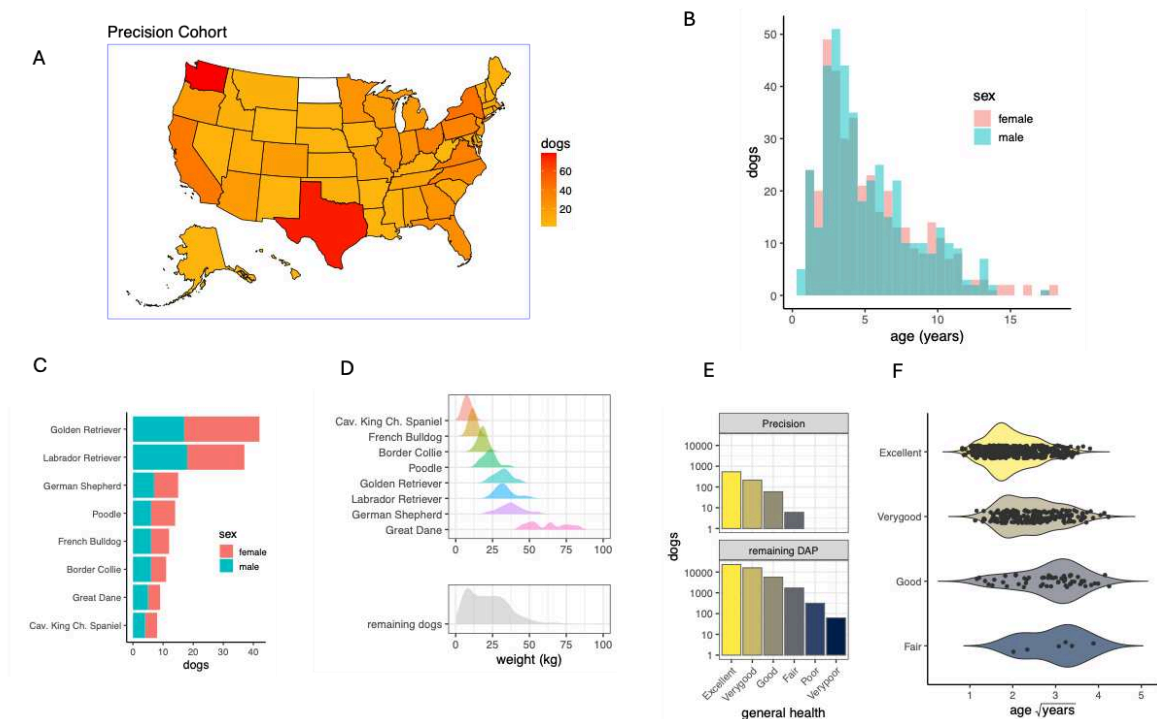 A
Precision Cohort
dogs
60
40
20
B
50
40
30
20
10
0
dogs
sex
female
male
0 5 10 15
age (years)
C
Golden Retriever
Labrador Retriever
German Shepherd
Poodle
French Bulldog
Border Collie
Great Dane
Cav. King Ch. Spaniel
sex
female
male
0 10 20 30 40
dogs
D
Cav. King Ch. Spaniel
French Bulldog
Border Collie
Poodle
Golden Retriever
Labrador Retriever
German Shepherd
Great Dane
0 25 50 75 100
remaining dogs
0 25 50 75 100
weight (kg)
E
Precision
10000
1000
100
10
1
dogs
remaining DAP
10000
1000
100
10
1
Excellent
Verygood
Good
Fair
Poor
Verypoor
general health
F
Excellent
Verygood
Good
Fair
1 2 3 4 5
age √years